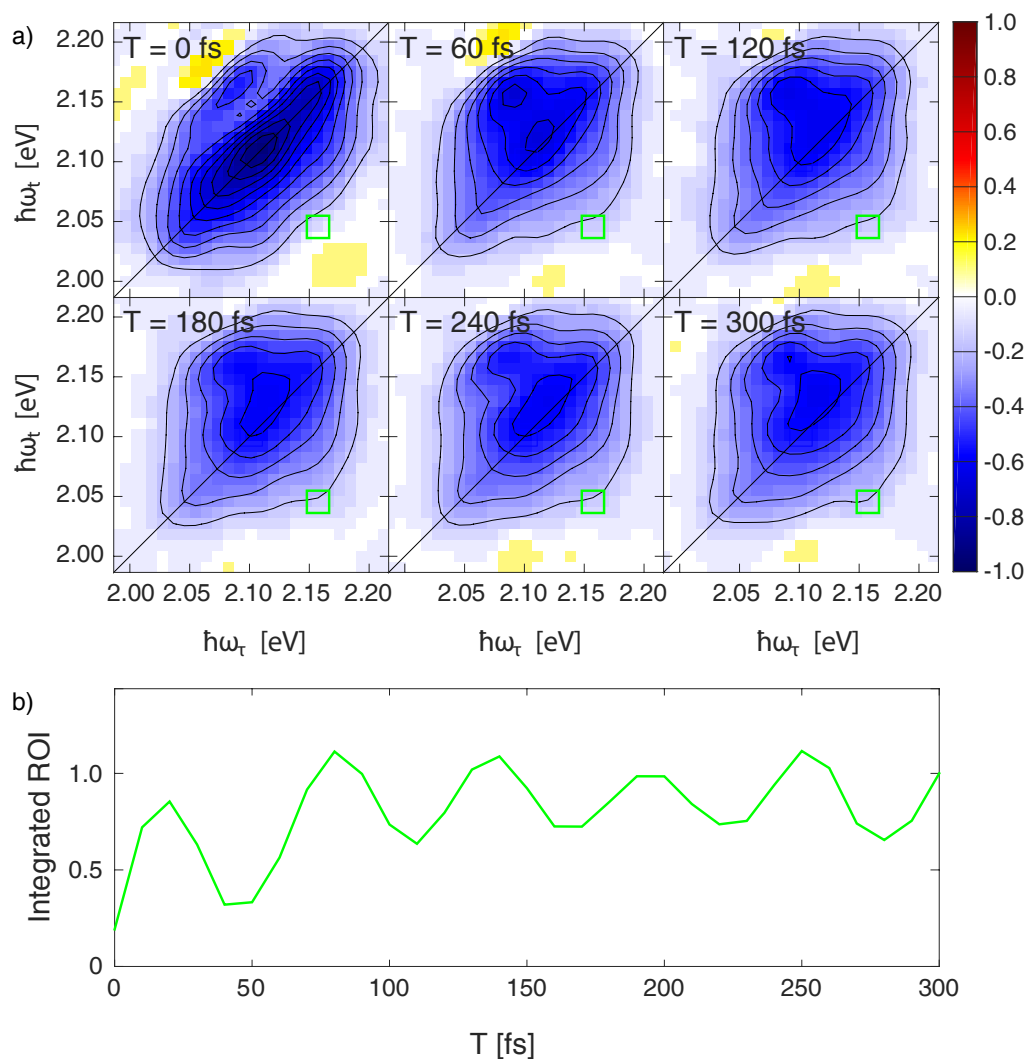 a)
T = 0 fs
T = 60 fs
T = 120 fs
2.20
2.15
2.10
2.05
2.00
ħωt [eV]
1.0
0.8
0.6
0.4
0.2
0.0
-0.2
-0.4
-0.6
-0.8
-1.0
T = 180 fs
T = 240 fs
T = 300 fs
2.20
2.15
2.10
2.05
2.00
ħωt [eV]
2.00 2.05 2.10 2.15 2.20
2.05 2.10 2.15
2.05 2.10 2.15 2.20
ħωτ [eV]
ħωτ [eV]
ħωτ [eV]
b)
Integrated ROI
1.0
0.5
0
0 50 100 150 200 250 300
T [fs]